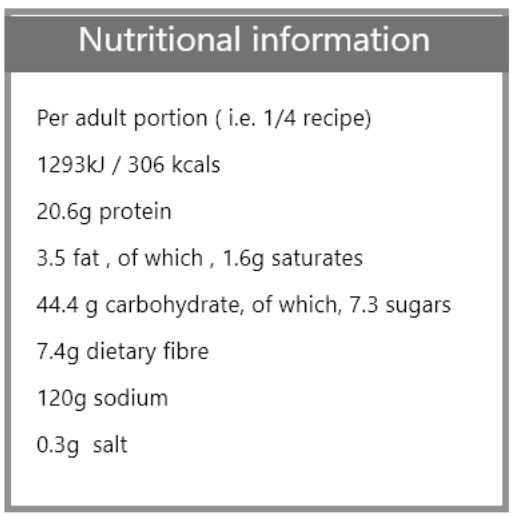 Nutritional information
Per adult portion ( i.e. 1/4 recipe)
1293kJ / 306 kcals
20.6g protein
3.5 fat , of which , 1.6g saturates
44.4 g carbohydrate, of which, 7.3 sugars
7.4g dietary fibre
120g sodium
0.3g  salt